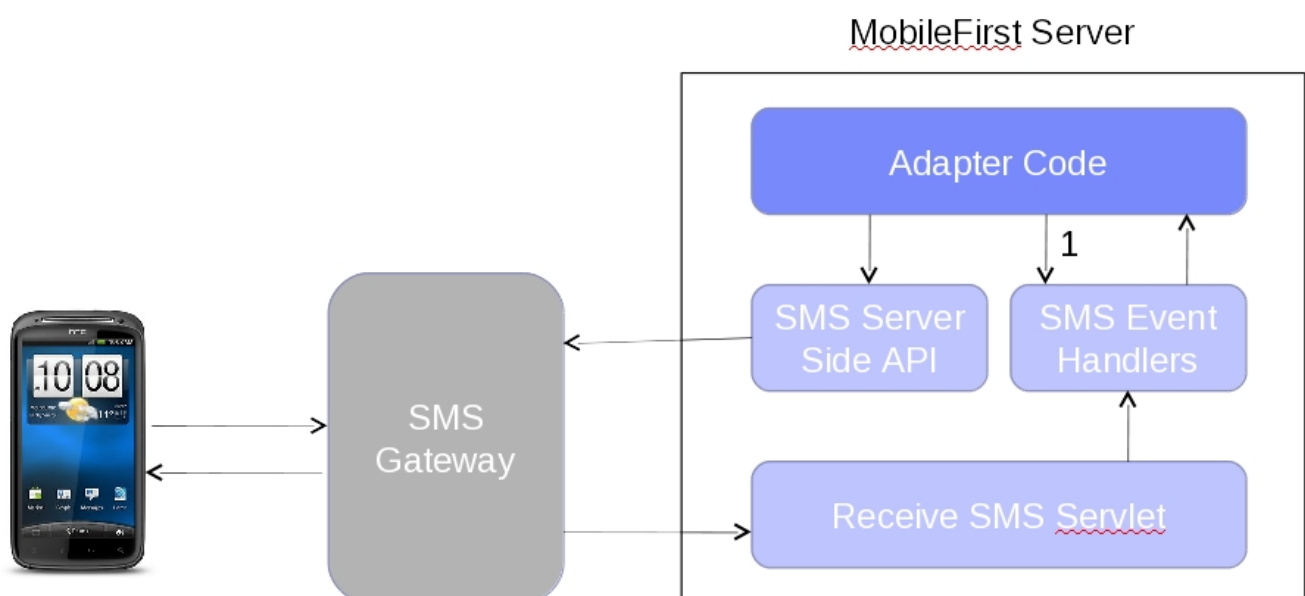 MobileFirst Server
Adapter Code
1
SMS Server
Side API
SMS Event
Handlers
SMS
Gateway
Receive SMS Servlet
hTC
10 08